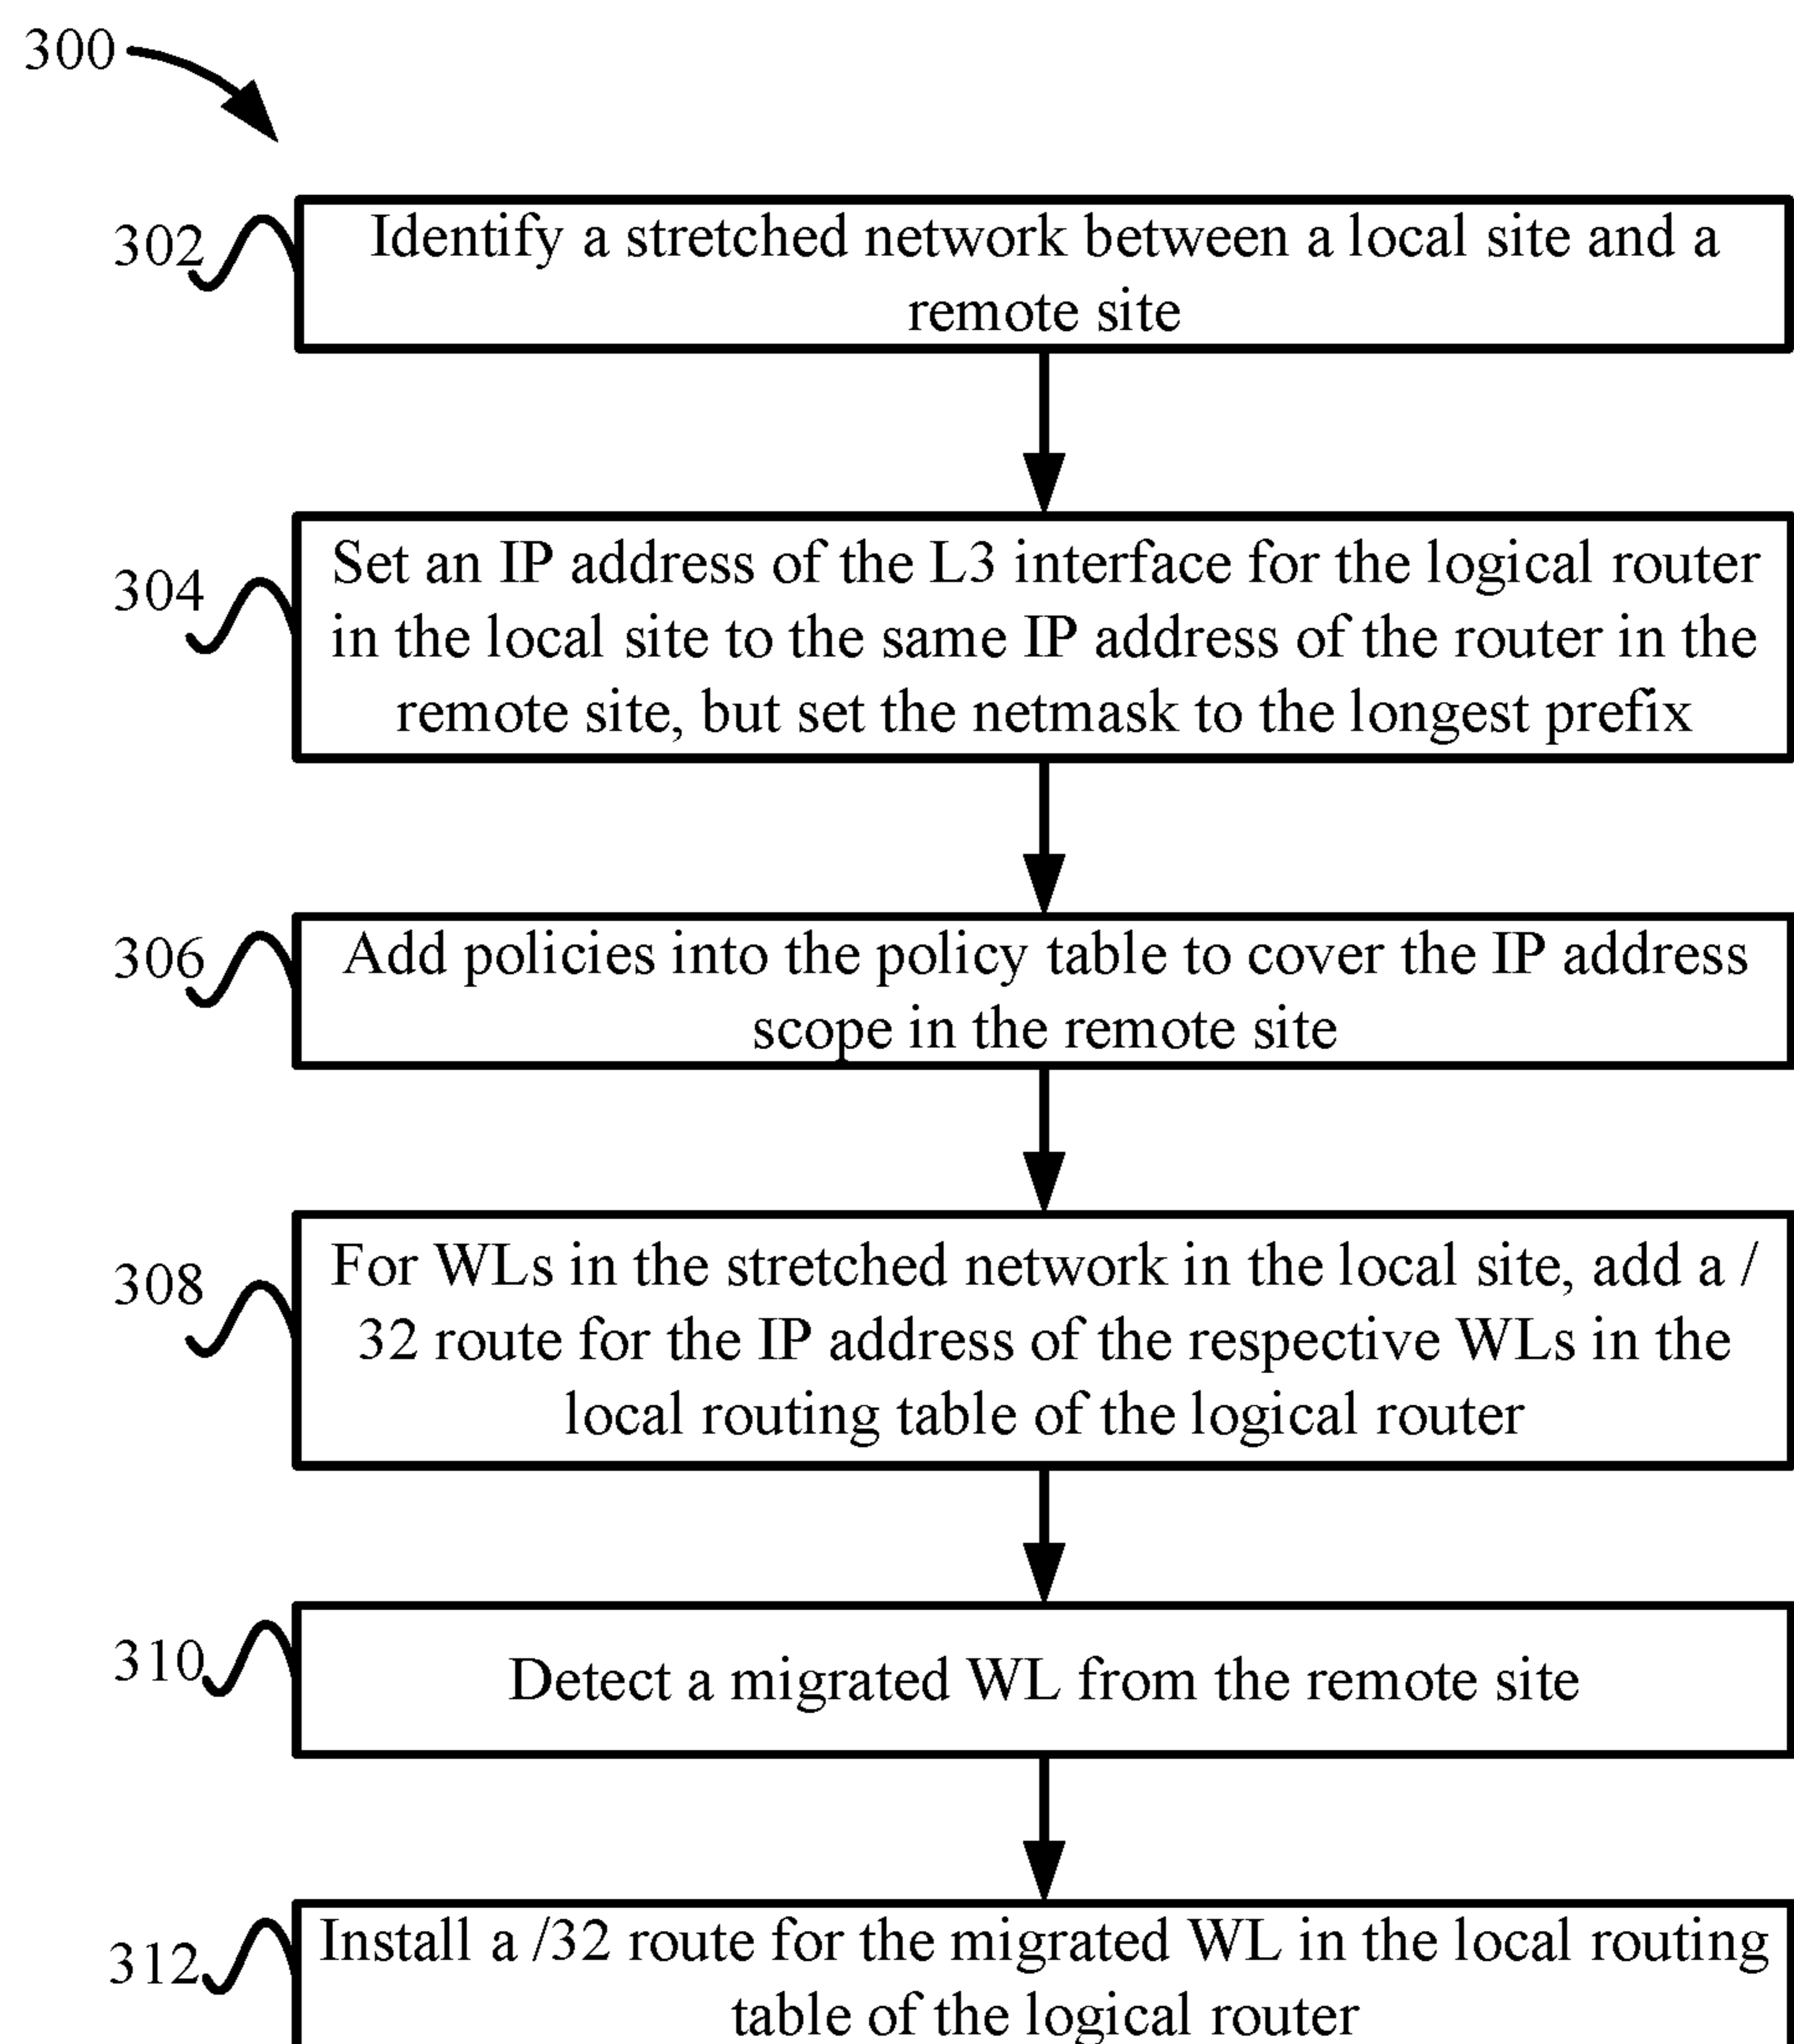 300
302
Identify a stretched network between a local site and a
remote site
304
Set an IP address of the L3 interface for the logical router
in the local site to the same IP address of the router in the
remote site, but set the netmask to the longest prefix
306
Add policies into the policy table to cover the IP address
scope in the remote site
308
For WLs in the stretched network in the local site, add a /
32 route for the IP address of the respective WLs in the
local routing table of the logical router
310
Detect a migrated WL from the remote site
312
Install a /32 route for the migrated WL in the local routing
table of the logical router